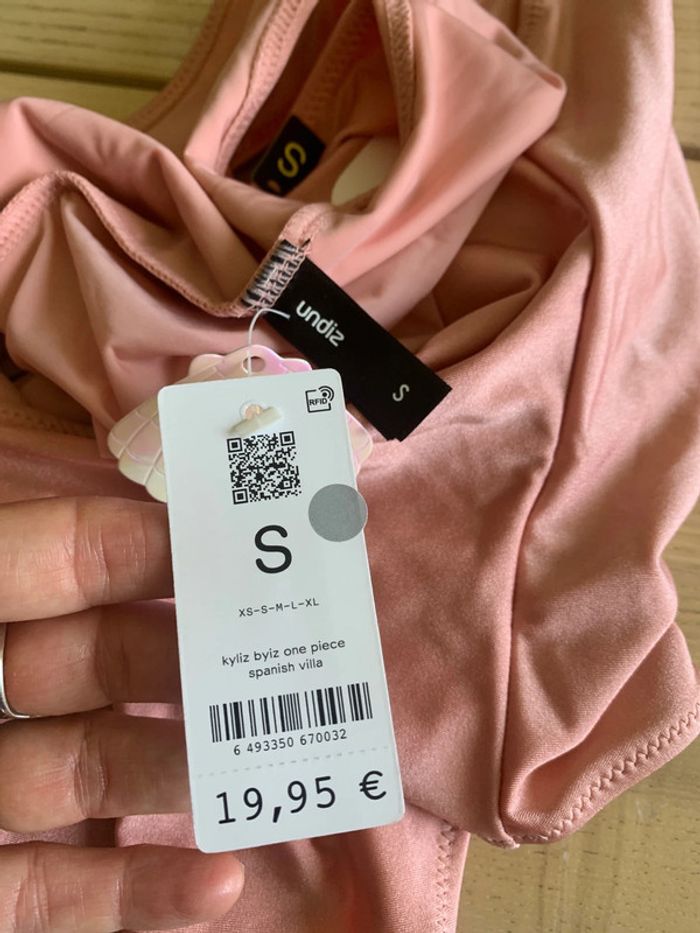 S
undiz
S
RFID
S
XS-S-M-L-XL
kyliz byiz one piece
spanish villa
6 493350 670032
19,95 €